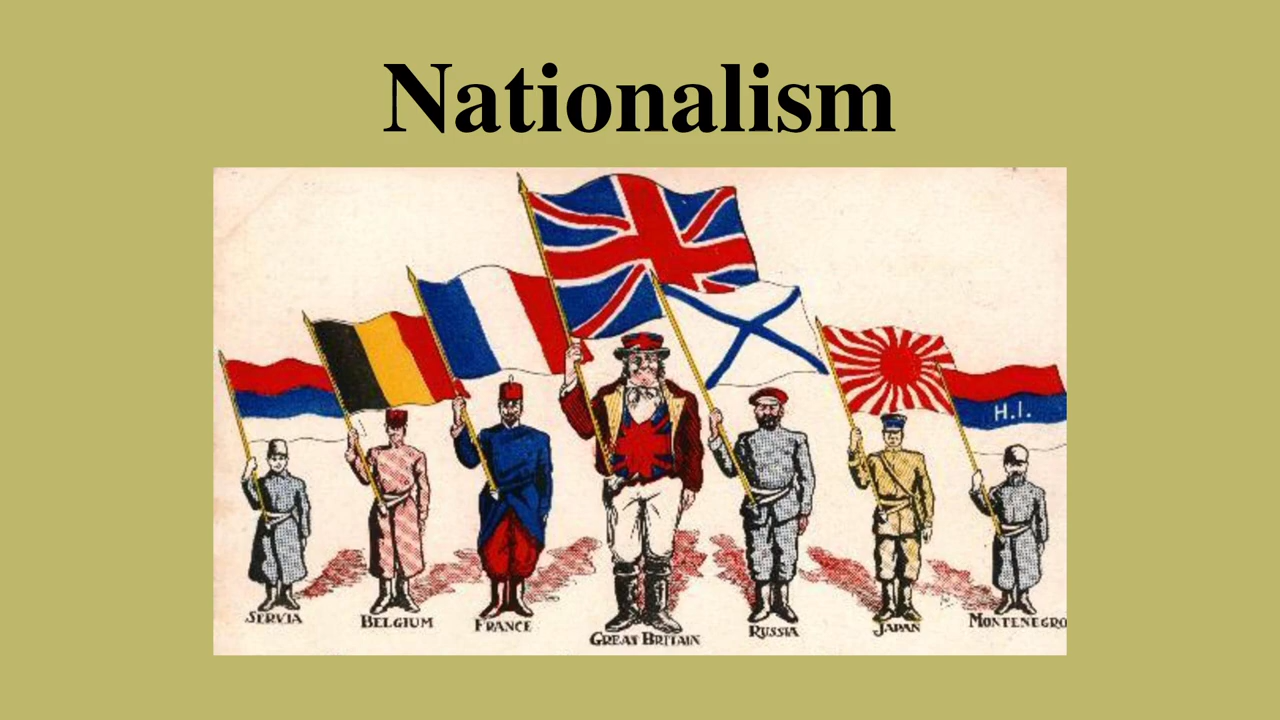 Nationalism
H.I.
SERVIA
BELGIUM
FRANCE
GREAT BRITAIN
RUSSIA
JAPAN
MONTENEGRO